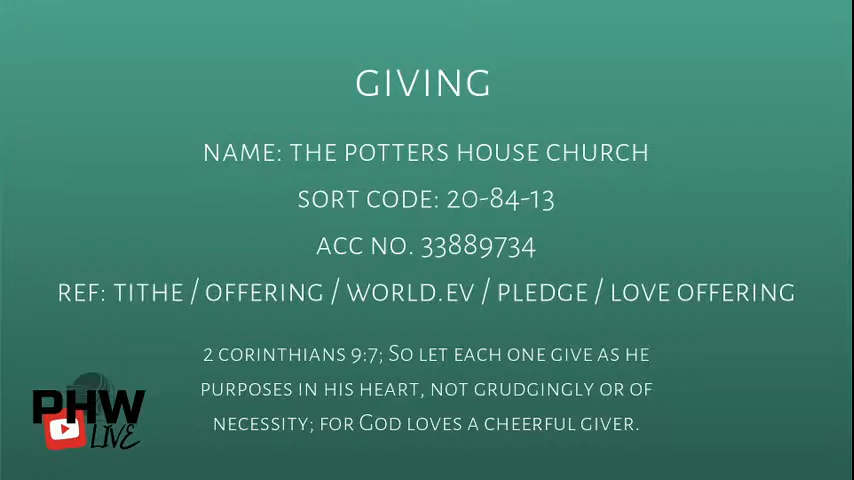 GIVING
NAME: THE POTTERS HOUSE CHURCH
SORT CODE: 20-84-13
ACC NO. 33889734
REF: TITHE / OFFERING / WORLD.EV / PLEDGE / LOVE OFFERING
2 CORINTHIANS 9:7; SO LET EACH ONE GIVE AS HE
PURPOSES IN HIS HEART, NOT GRUDGINGLY OR OF
NECESSITY; FOR GOD LOVES A CHEERFUL GIVER.
PHW
LIVE